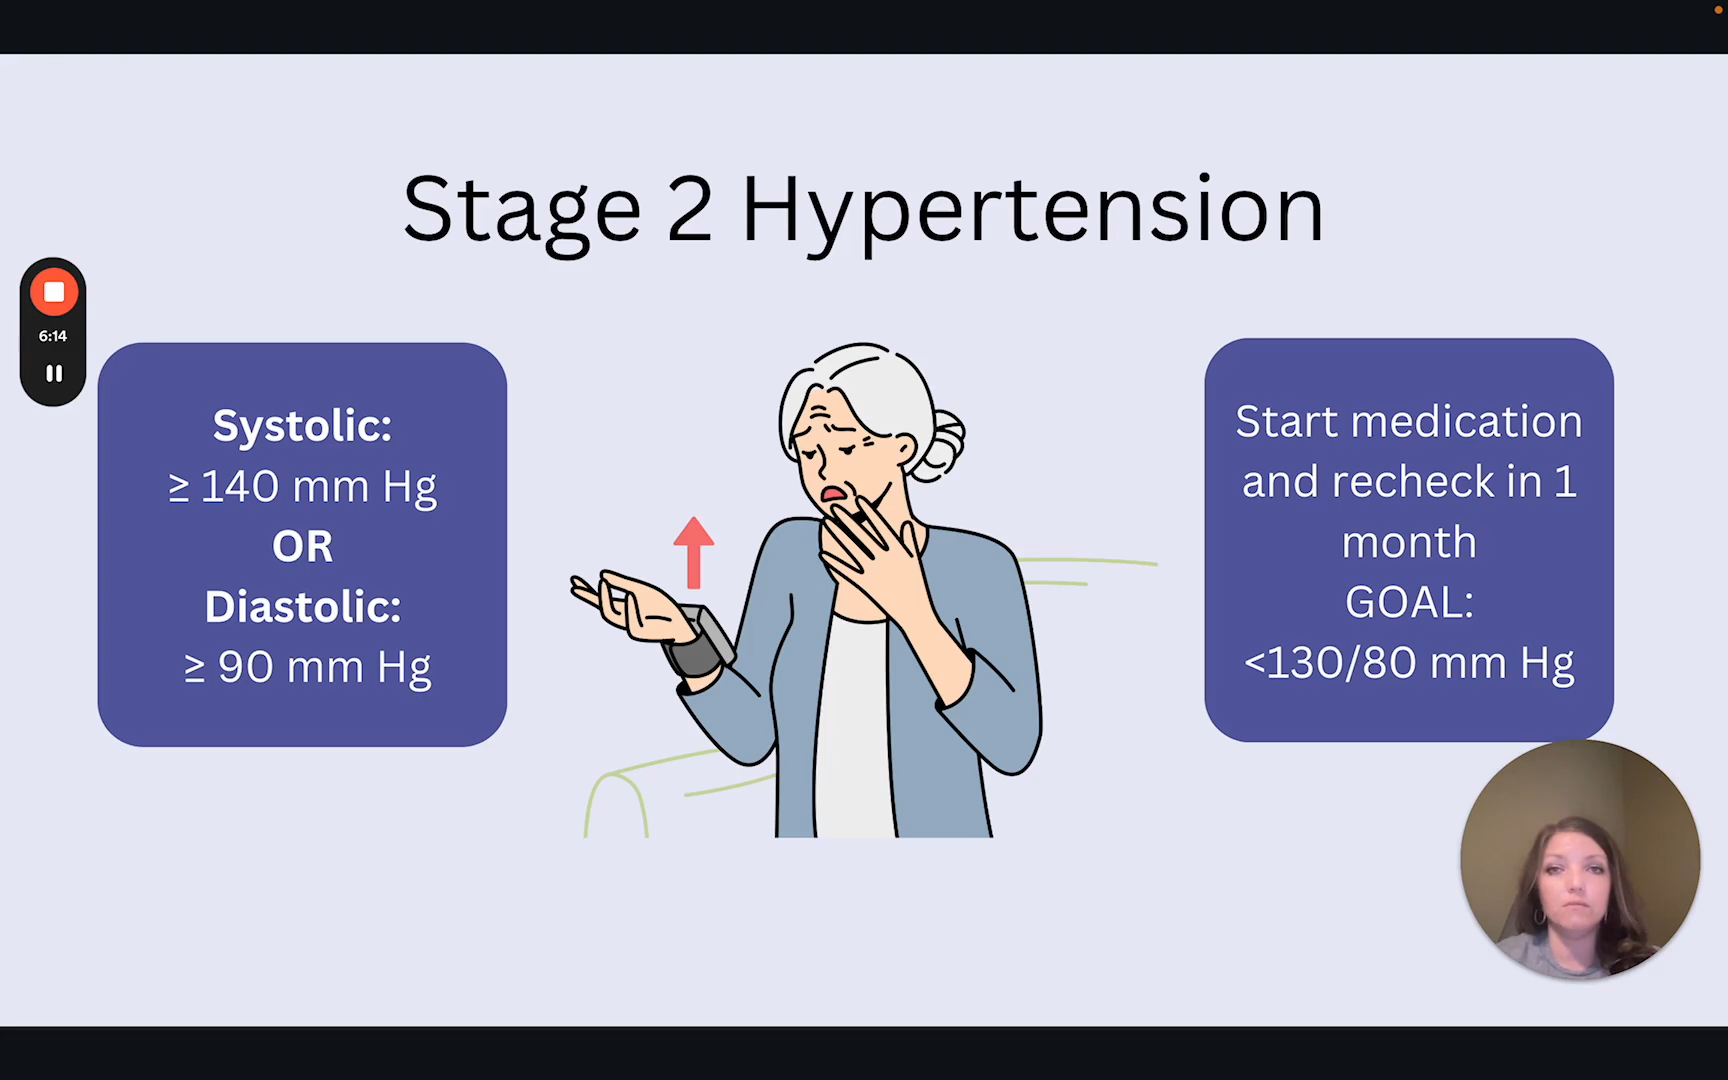 Stage 2 Hypertension
6:14
Systolic:
≥ 140 mm Hg
OR
Diastolic:
≥ 90 mm Hg
Start medication
and recheck in 1
month
GOAL:
<130/80 mm Hg